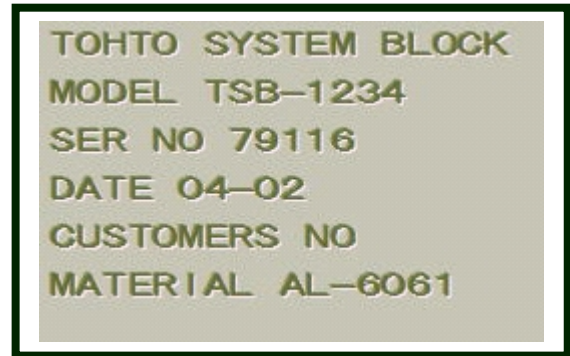 TOHTO SYSTEM BLOCK
MODEL TSB-1234
SER NO 79116
DATE 04-02
CUSTOMERS NO
MATERIAL AL-6061